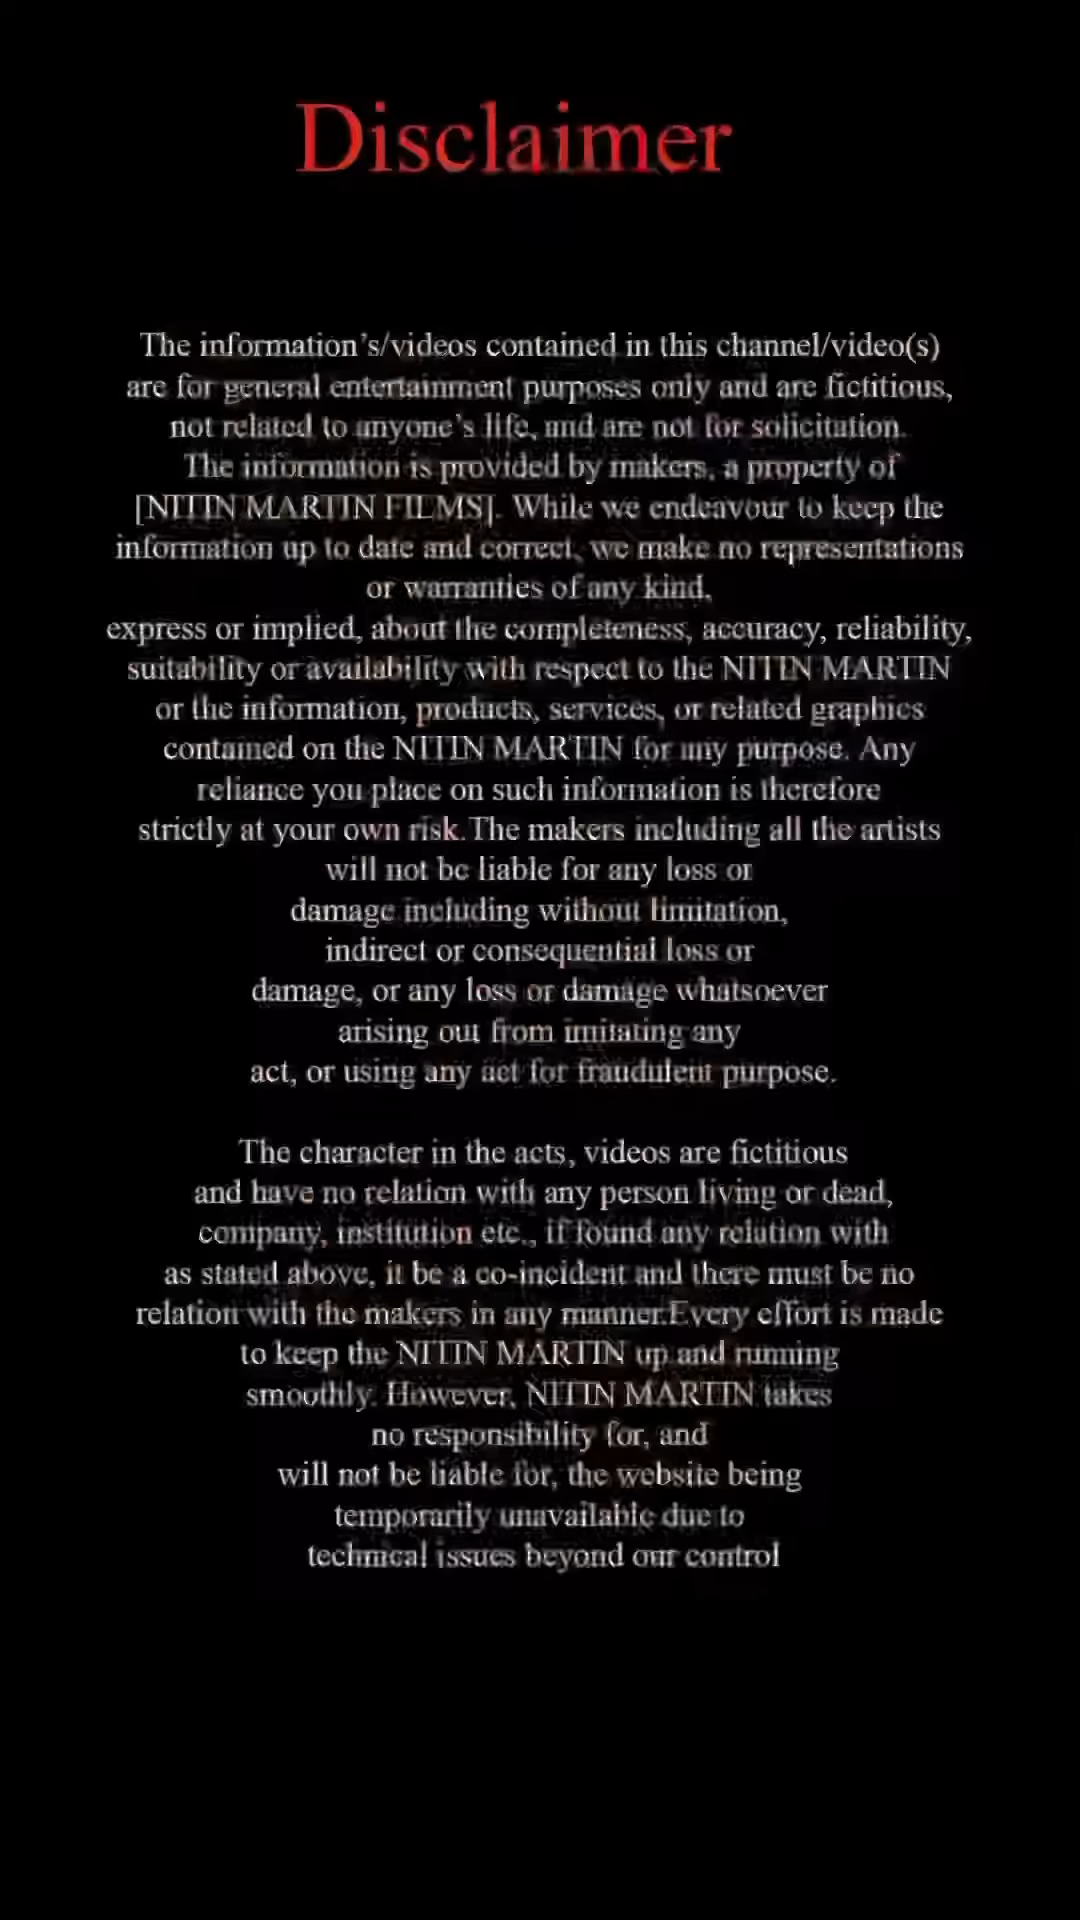 Disclaimer
The information's/videos contained in this channel/video(s)
are for general entertainment purposes only and are fictitious,
not related to anyone's life, and are not for solicitation.
The information is provided by makers, a property of
[NITIN MARTIN FILMS]. While we endeavour to keep the
information up to date and correct, we make no representations
or warranties of any kind,
express or implied, about the completeness, accuracy, reliability,
suitability or availability with respect to the NITIN MARTIN
or the information, products, services, or related graphics
contained on the NITIN MARTIN for any purpose. Any
reliance you place on such information is therefore
strictly at your own risk.The makers including all the artists
will not be liable for any loss or
damage including without limitation,
indirect or consequential loss or
damage, or any loss or damage whatsoever
arising out from imitating any
act, or using any act for fraudulent purpose.
The character in the acts, videos are fictitious
and have no relation with any person living or dead,
company, institution etc., if found any relation with
as stated above, it be a co-incident and there must be no
relation with the makers in any manner.Every effort is made
to keep the NITIN MARTIN up and running
smoothly. However, NITIN MARTIN takes
no responsibility for, and
will not be liable for, the website being
temporarily unavailable due to
technical issues beyond our control